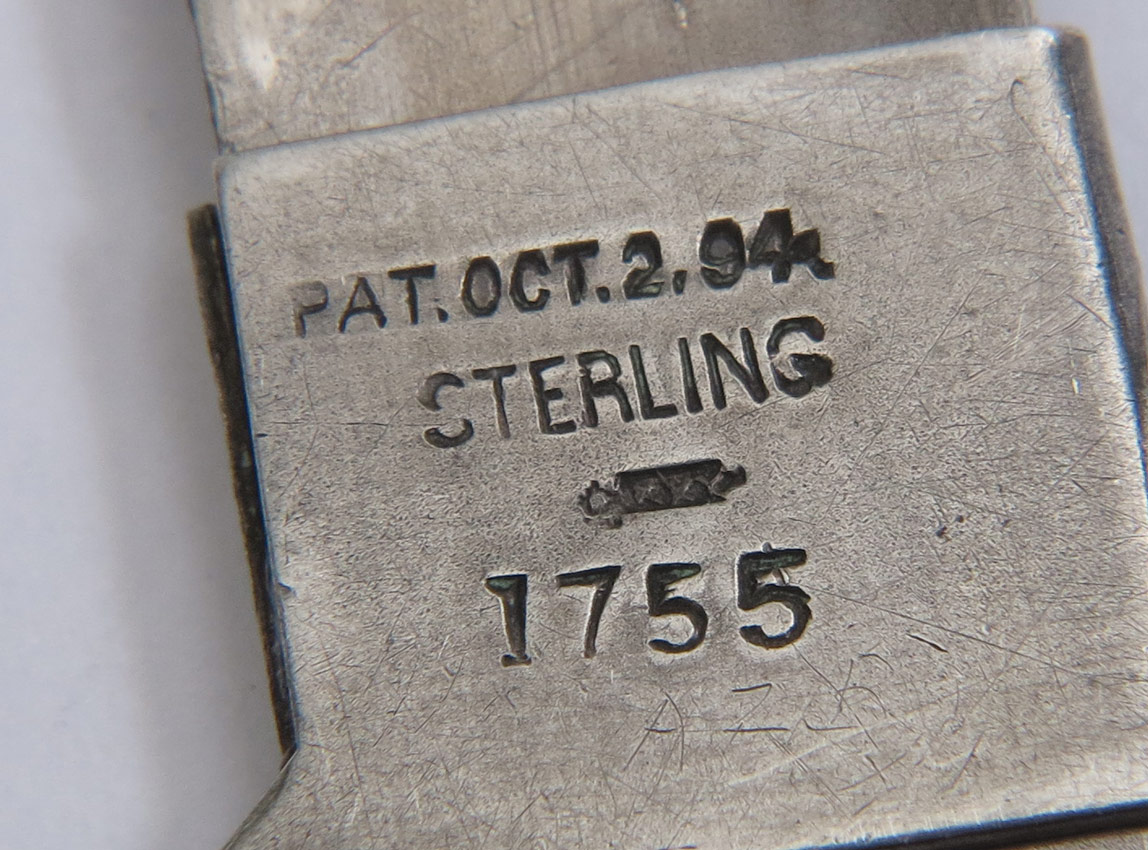 PAT. OCT. 2. 94.
STERLING
1755